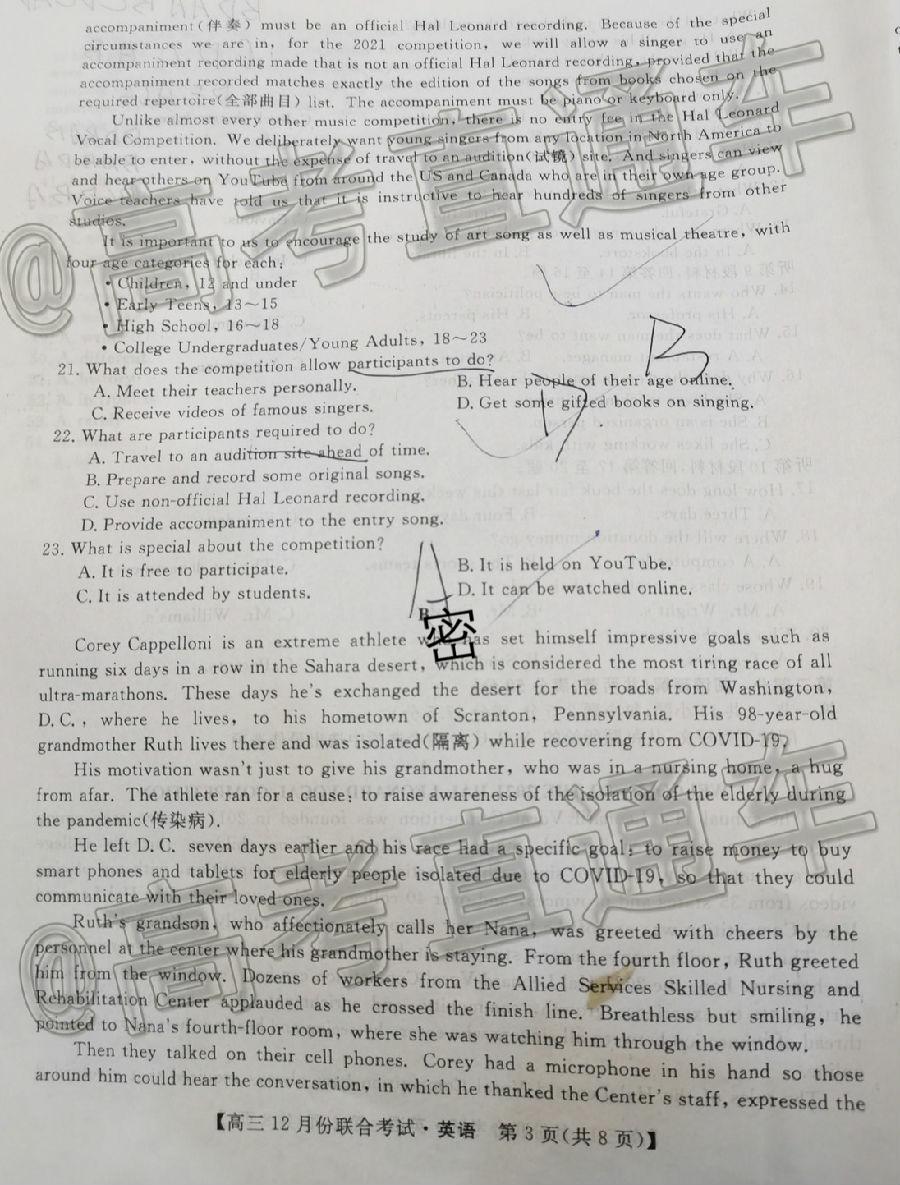 accompaniment(伴奏) must be an official Hal Leonard recording. Because of the special
circumstances we are in, for the 2021 competition, we will allow a singer to use an
accompaniment recording made that is not an official Hal Leonard recording, provided that the
accompaniment recorded matches exactly the edition of the songs from books chosen on the
required repertoire(全部曲目) list. The accompaniment must be piano or keyboard only.
Unlike almost every other music competition, there is no entry fee in the Hal Leonard
Vocal Competition. We deliberately want young singers from any location in North America to
be able to enter, without the expense of travel to an audition(试镜) site. And singers can view
and hear others on YouTube from around the US and Canada who are in their own age group.
Voice teachers have told us that it is instructive to hear hundreds of singers from other
studies.
It is important to us to encourage the study of art song as well as musical theatre, with
four age categories for each:
• Children, 12 and under
• Early Teens, 13~15
• High School, 16~18
• College Undergraduates/Young Adults, 18~23
21. What does the competition allow participants to do?
A. Meet their teachers personally. B. Hear people of their age online.
C. Receive videos of famous singers. D. Get some gifted books on singing.
B
22. What are participants required to do?
A. Travel to an audition site ahead of time.
B. Prepare and record some original songs.
C. Use non-official Hal Leonard recording.
D. Provide accompaniment to the entry song.
D
23. What is special about the competition?
A. It is free to participate. B. It is held on YouTube.
C. It is attended by students. D. It can be watched online.
A
B
密
Corey Cappelloni is an extreme athlete who has set himself impressive goals such as
running six days in a row in the Sahara desert, which is considered the most tiring race of all
ultra-marathons. These days he's exchanged the desert for the roads from Washington,
D.C., where he lives, to his hometown of Scranton, Pennsylvania. His 98-year-old
grandmother Ruth lives there and was isolated(隔离) while recovering from COVID-19.
His motivation wasn't just to give his grandmother, who was in a nursing home, a hug
from afar. The athlete ran for a cause: to raise awareness of the isolation of the elderly during
the pandemic(传染病).
He left D.C. seven days earlier and his race had a specific goal: to raise money to buy
smart phones and tablets for elderly people isolated due to COVID-19, so that they could
communicate with their loved ones.
Ruth's grandson, who affectionately calls her Nana, was greeted with cheers by the
personnel at the center where his grandmother is staying. From the fourth floor, Ruth greeted
him from the window. Dozens of workers from the Allied Services Skilled Nursing and
Rehabilitation Center applauded as he crossed the finish line. Breathless but smiling, he
pointed to Nana's fourth-floor room, where she was watching him through the window.
Then they talked on their cell phones. Corey had a microphone in his hand so those
around him could hear the conversation, in which he thanked the Center's staff, expressed the
【高三12月份联合考试·英语 第3页(共8页)】
@高考直通车
@高考直通车